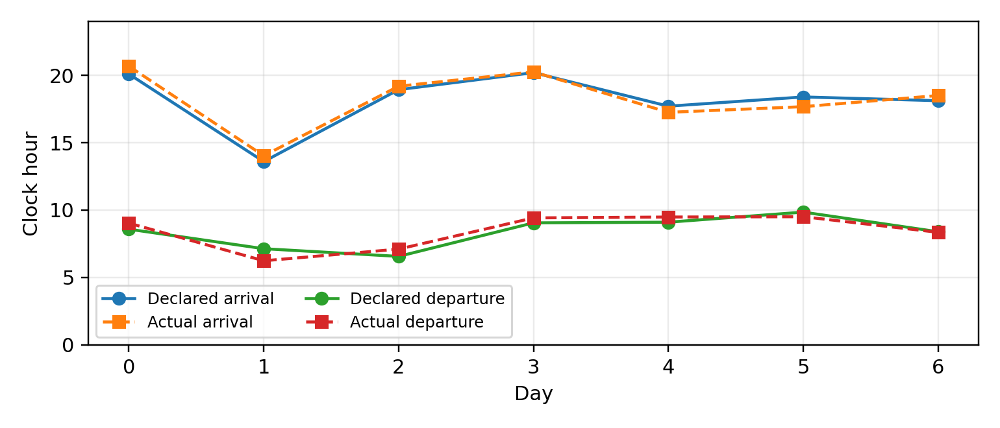 Clock hour
20
15
10
5
0
Declared arrival
Actual arrival
Declared departure
Actual departure
0 1 2 3 4 5 6
Day